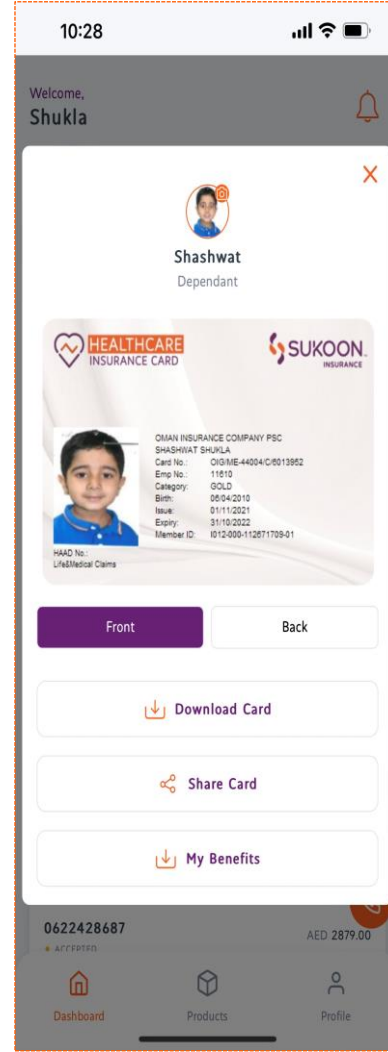 10:28
Welcome,
Shukla
Shashwat
Dependant
HEALTHCARE
INSURANCE CARD
SUKOON
INSURANCE
OMAN INSURANCE COMPANY PSC
SHASHWAT SHUKLA
Card No.: OIG/ME-44004/C/6013952
Emp No.: 11610
Category: GOLD
Birth: 06/04/2010
Issue: 01/11/2021
Expiry: 31/10/2022
Member ID: I012-000-112671709-01
HAAD No.:
Life&Medical Claims
Front Back
Download Card
Share Card
My Benefits
0622428687
AED 2879.00
ACCEPTED
Dashboard Products Profile